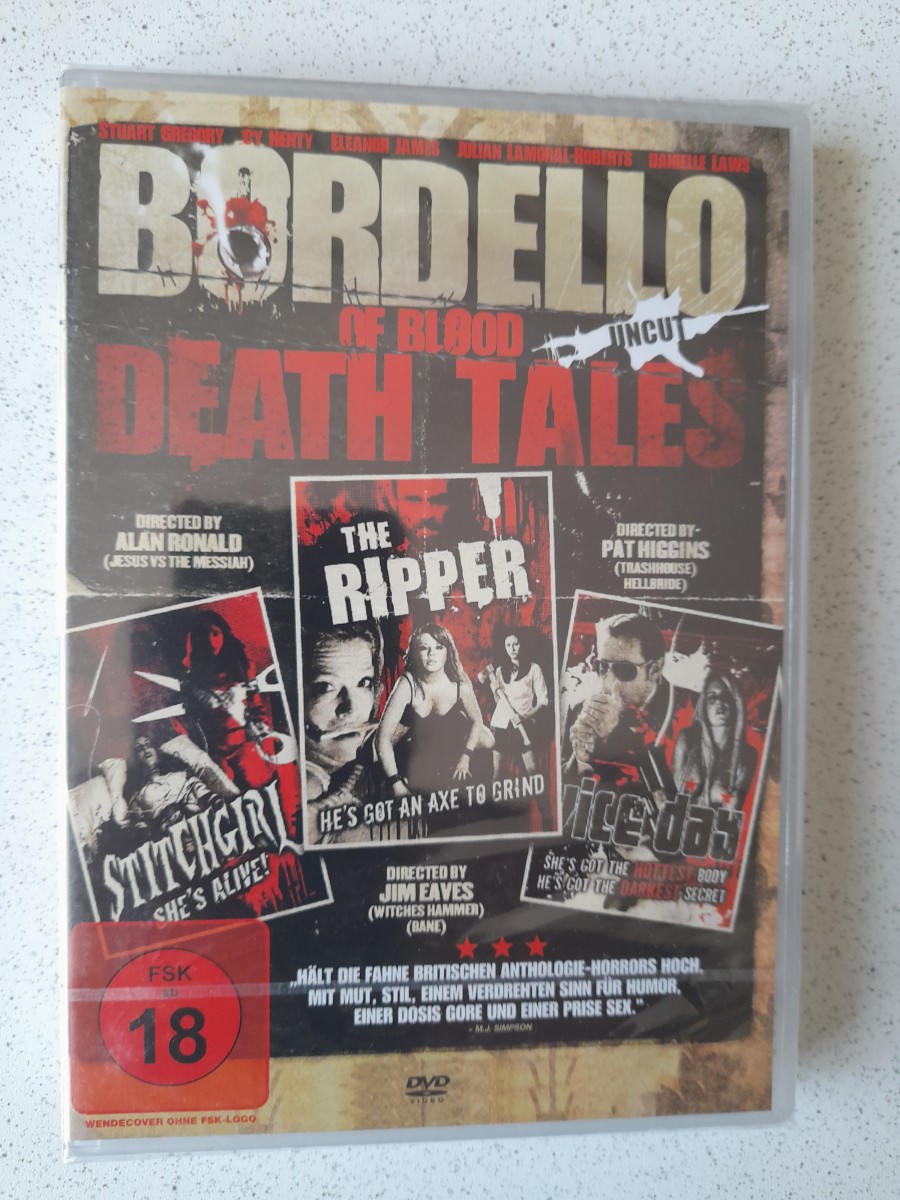 STUART GREGORY CY HENTY ELEANOR JAMES JULIAN LAMORAL-ROBERTS DANIELLE LAWS
BORDELLO
OF BLOOD
UNCUT
DEATH TALES
DIRECTED BY
ALAN RONALD
(JESUS VS THE MESSIAH)
THE
RIPPER
HE'S GOT AN AXE TO GRIND
DIRECTED BY
PAT HIGGINS
(TRASHHOUSE)
HELLBRIDE)
STITCHGIRL
SHE'S ALIVE!
vice day
SHE'S GOT THE HOTTEST BODY
HE'S GOT THE DARKEST SECRET
DIRECTED BY
JIM EAVES
(WITCHES HAMMER)
(BANE)
„HÄLT DIE FAHNE BRITISCHEN ANTHOLOGIE-HORRORS HOCH,
MIT MUT, STIL, EINEM VERDREHTEN SINN FÜR HUMOR,
EINER DOSIS GORE UND EINER PRISE SEX."
- M.J. SIMPSON
FSK
ab
18
WENDECOVER OHNE FSK-LOGO
DVD
VIDEO